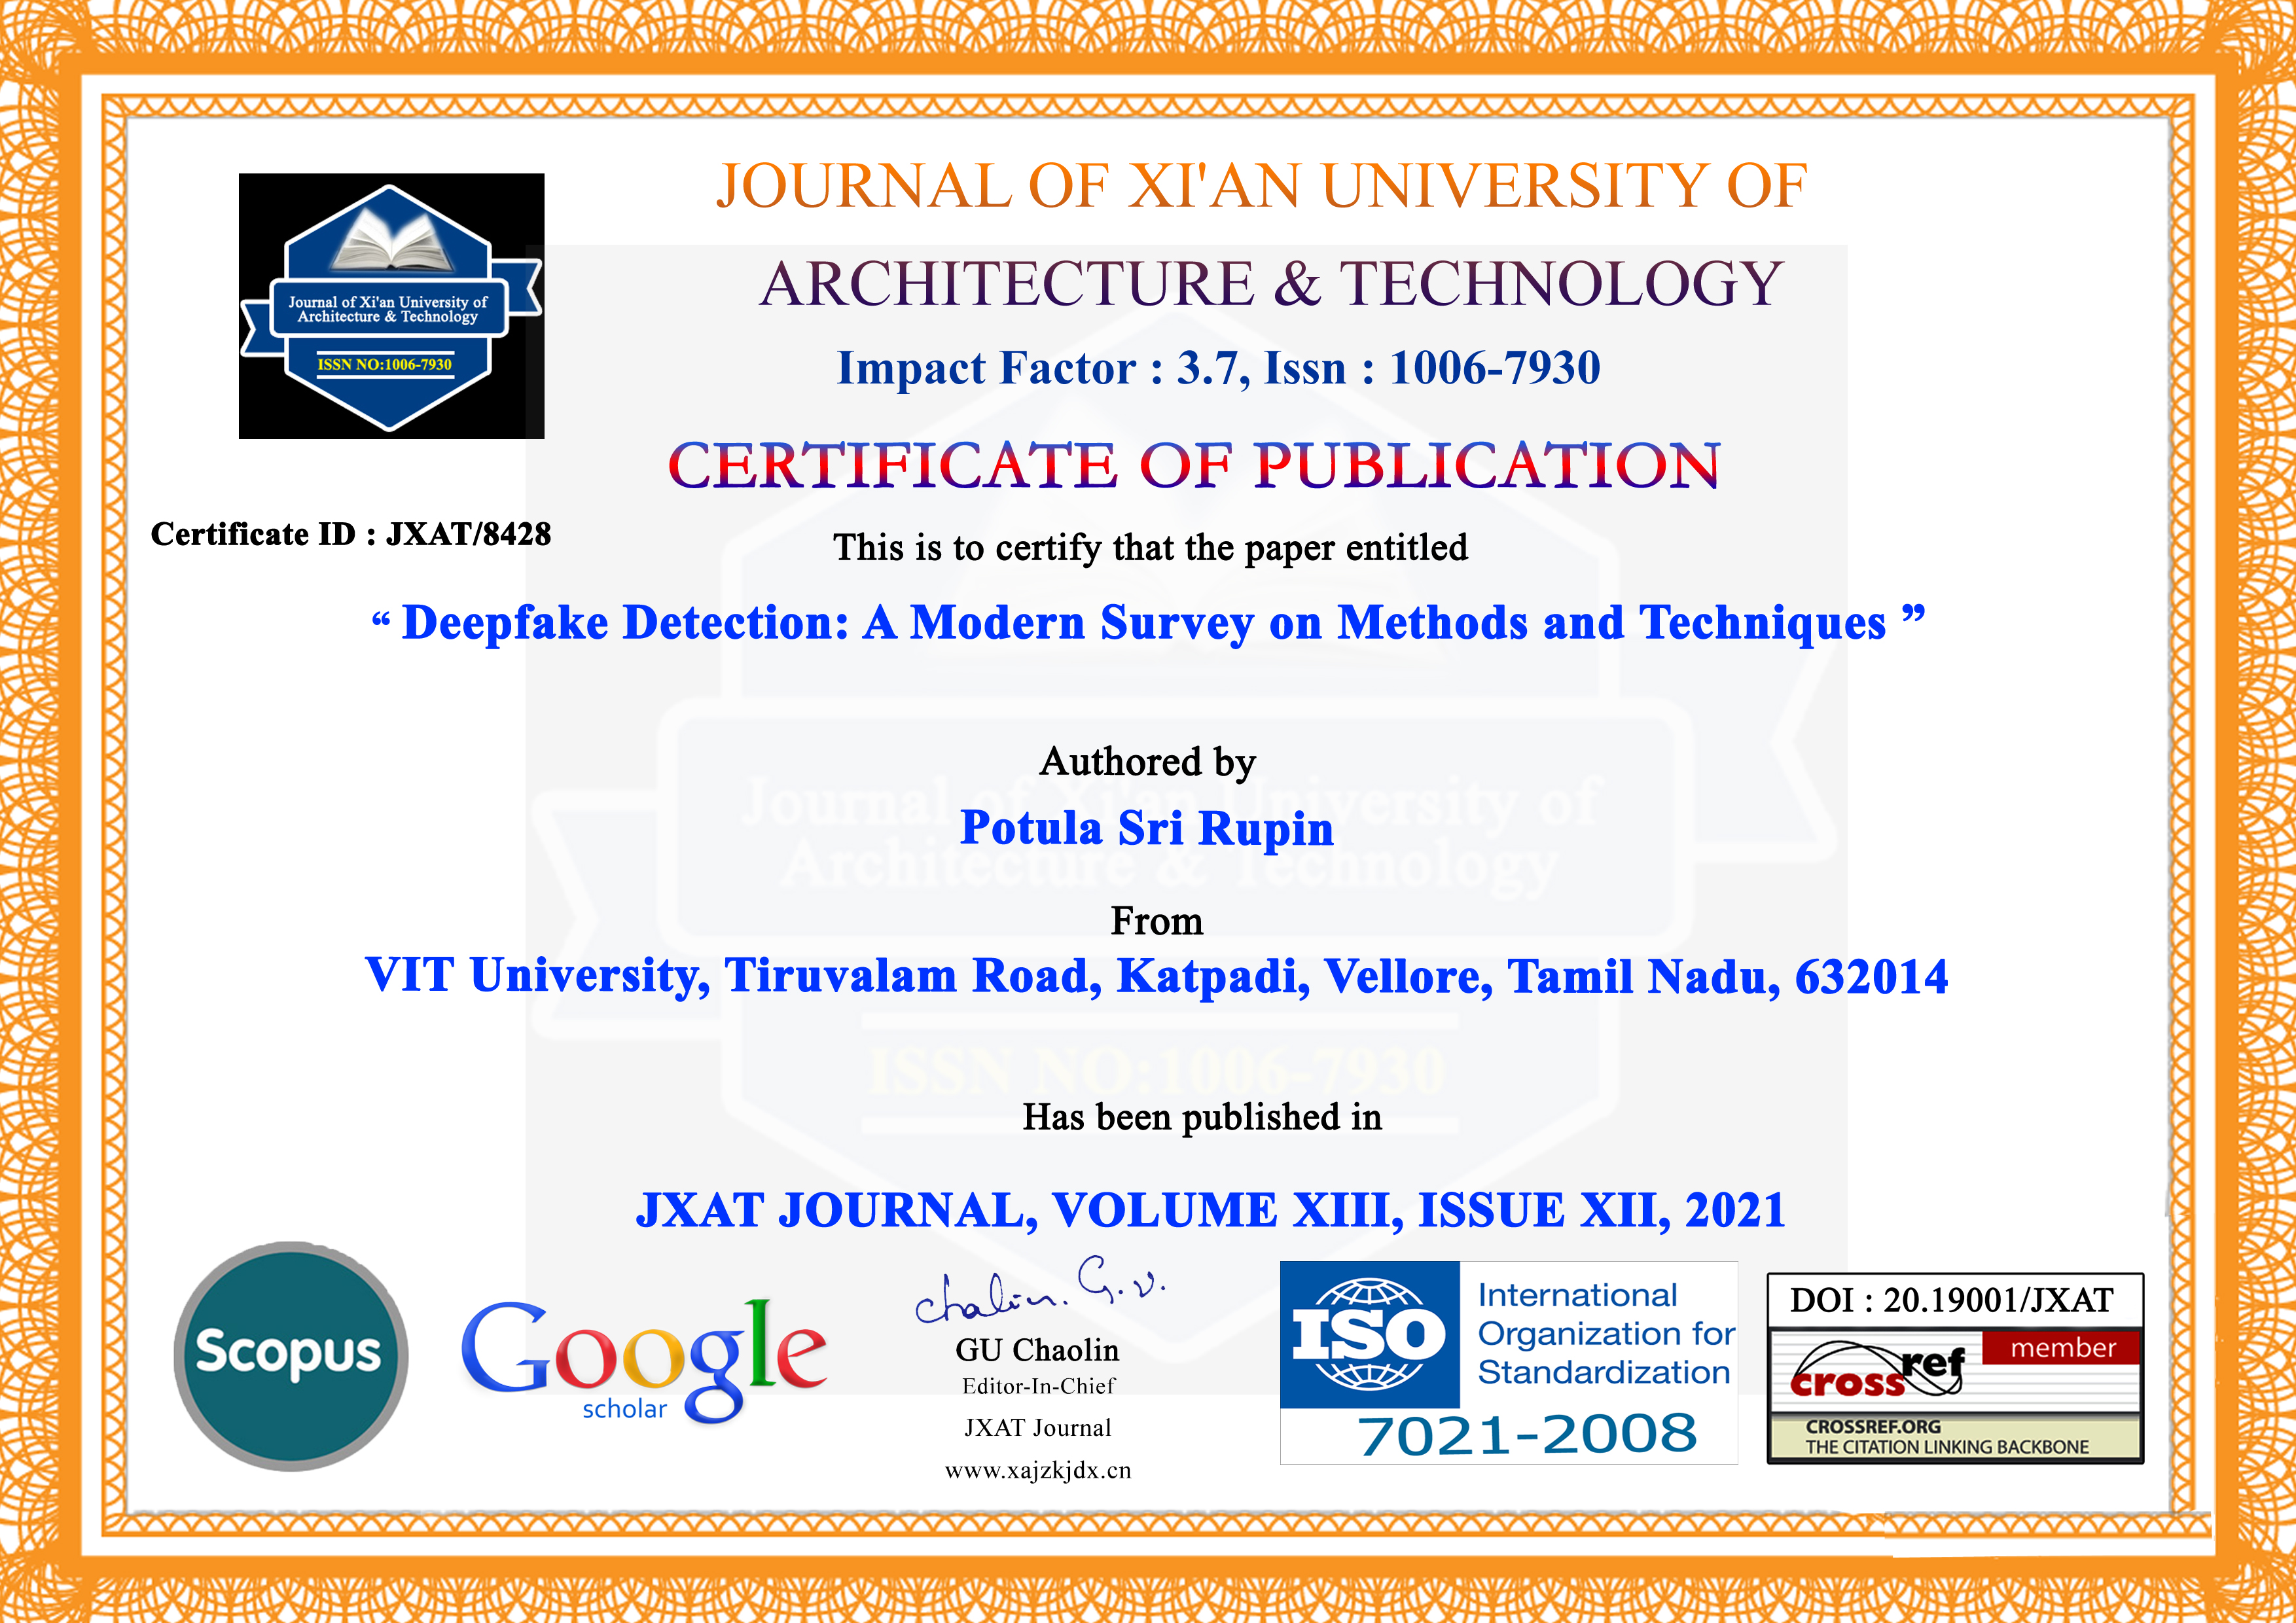 JOURNAL OF XI'AN UNIVERSITY OF
ARCHITECTURE & TECHNOLOGY
Journal of Xi'an University of
Architecture & Technology
ISSN NO:1006-7930
Impact Factor : 3.7, Issn : 1006-7930
CERTIFICATE OF PUBLICATION
Certificate ID : JXAT/8428
This is to certify that the paper entitled
“ Deepfake Detection: A Modern Survey on Methods and Techniques ”
Authored by
Journal of Xi'an University of
Potula Sri Rupin
Architecture & Technology
From
VIT University, Tiruvalam Road, Katpadi, Vellore, Tamil Nadu, 632014
ISSN NO:1006-7930
Has been published in
JXAT JOURNAL, VOLUME XIII, ISSUE XII, 2021
Scopus
Google
scholar
Chalin. G.v.
GU Chaolin
Editor-In-Chief
JXAT Journal
www.xajzkjdx.cn
ISO
International
Organization for
Standardization
7021-2008
DOI : 20.19001/JXAT
crossref
member
CROSSREF.ORG
THE CITATION LINKING BACKBONE